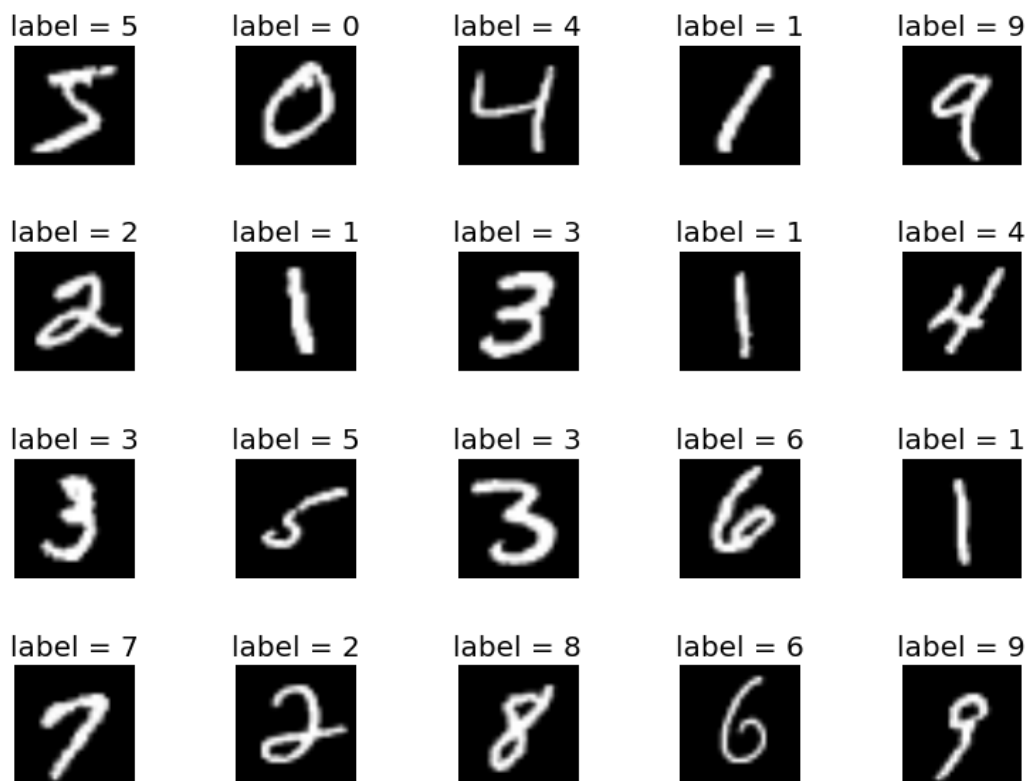 label = 5 label = 0 label = 4 label = 1 label = 9
5 0 4 1 9
label = 2 label = 1 label = 3 label = 1 label = 4
2 1 3 1 4
label = 3 label = 5 label = 3 label = 6 label = 1
3 5 3 6 1
label = 7 label = 2 label = 8 label = 6 label = 9
7 2 8 6 9